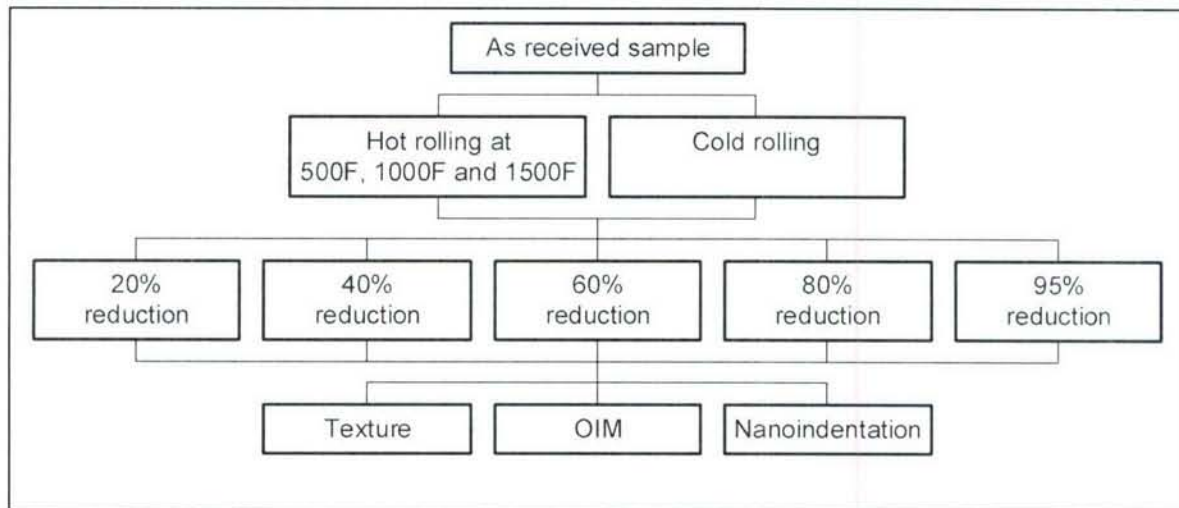 As received sample
Hot rolling at
500F, 1000F and 1500F
Cold rolling
20%
reduction
40%
reduction
60%
reduction
80%
reduction
95%
reduction
Texture
OIM
Nanoindentation